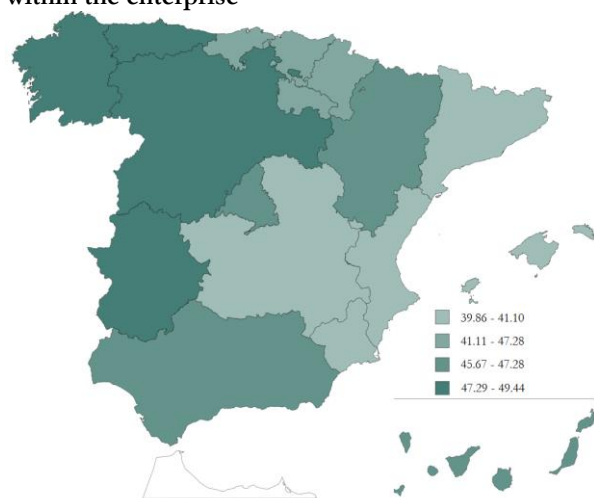 within the enterprise
39.86 - 41.10
41.11 - 47.28
45.67 - 47.28
47.29 - 49.44